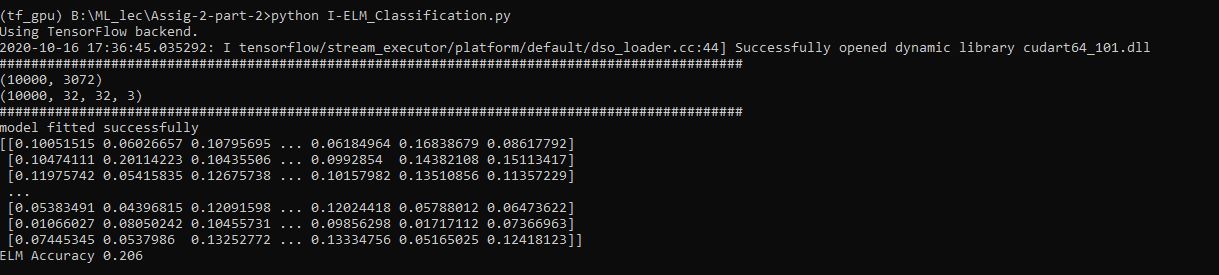 (tf_gpu) B:\ML_lec\Assig-2-part-2>python I-ELM_Classification.py
Using TensorFlow backend.
2020-10-16 17:36:45.035292: I tensorflow/stream_executor/platform/default/dso_loader.cc:44] Successfully opened dynamic library cudart64_101.dll
#############################################################################################
(10000, 3072)
(10000, 32, 32, 3)
#############################################################################################
model fitted successfully
[[0.10051515 0.06026657 0.10795695 ... 0.06184964 0.16838679 0.08617792]
 [0.10474111 0.20114223 0.10435506 ... 0.0992854  0.14382108 0.15113417]
 [0.11975742 0.05415835 0.12675738 ... 0.10157982 0.13510856 0.11357229]
 ...
 [0.05383491 0.04396815 0.12091598 ... 0.12024418 0.05788012 0.06473622]
 [0.01066027 0.08050242 0.10455731 ... 0.09856298 0.01717112 0.07366963]
 [0.07445345 0.0537986  0.13252772 ... 0.13334756 0.05165025 0.12418123]]
ELM Accuracy 0.206